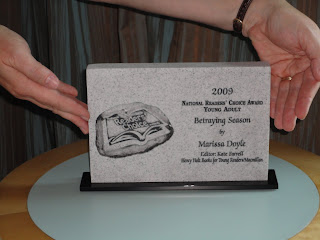 2009
National Readers' Choice Award
Young Adult
Betraying Season
by
Marissa Doyle
Editor: Kate Farrell
Henry Holt Books for Young Readers/Macmillan